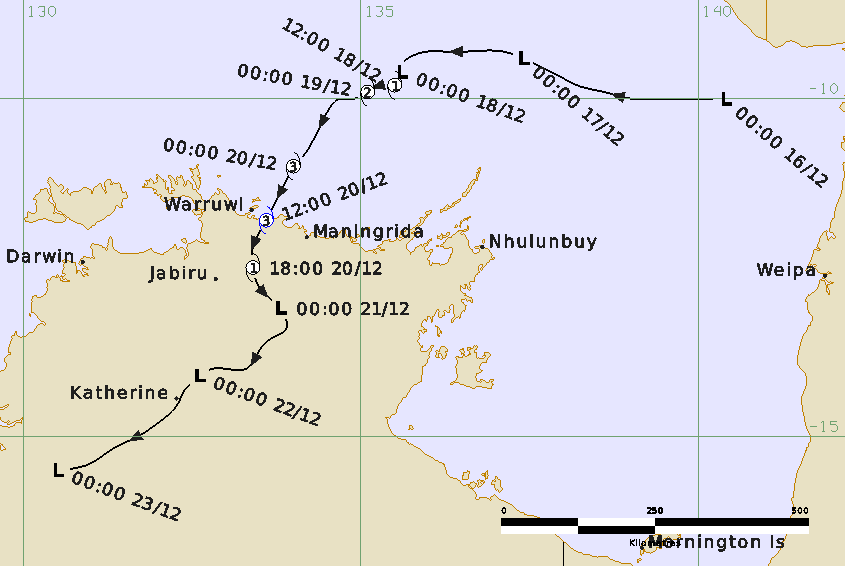 130
135
140
12:00 18/12
L
L
1
00:00 18/12
00:00 17/12
00:00 19/12
2
-10
L
00:00 16/12
00:00 20/12
3
12:00 20/12
Warruwi
3
Maningrida
Nhulunbuy
Darwin
Jabiru
1
18:00 20/12
Weipa
L
00:00 21/12
Katherine
L
00:00 22/12
-15
L
00:00 23/12
0
250
500
Kilometres
Mornington Is